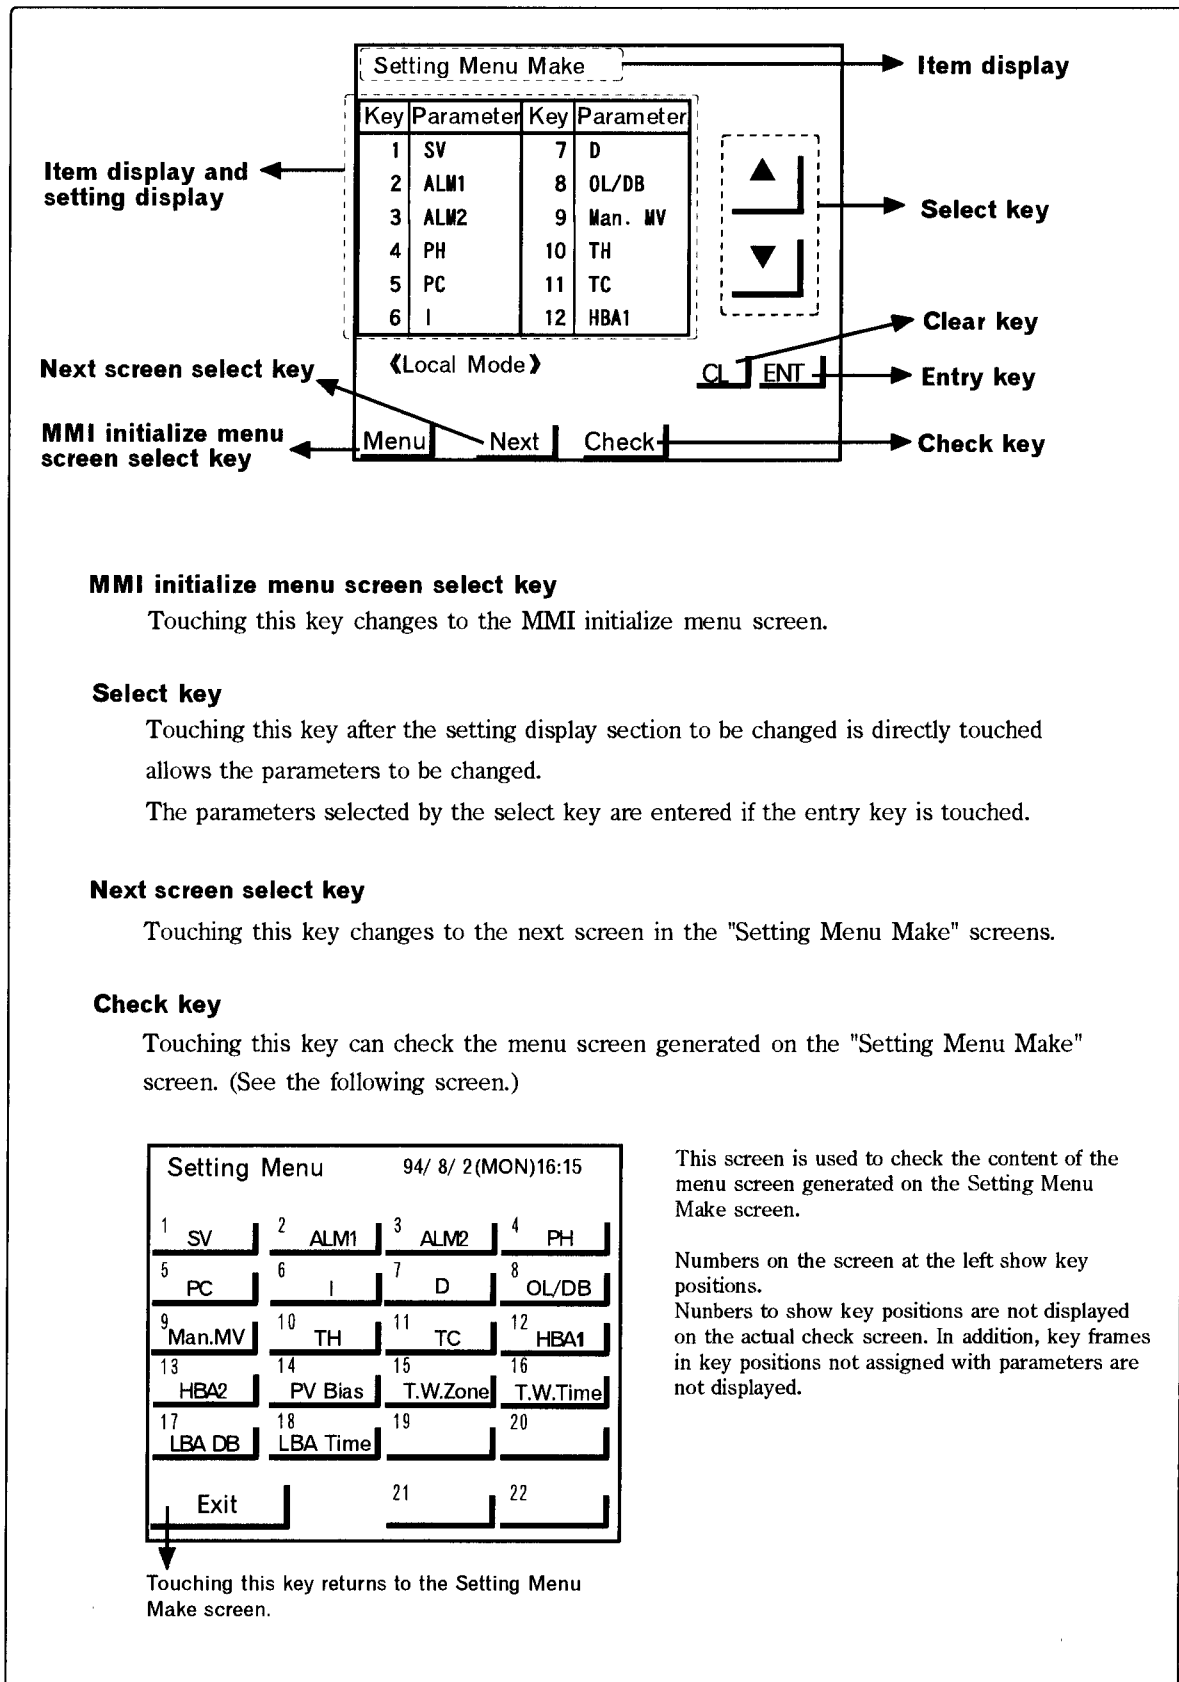 Setting Menu Make
Item display
Key Parameter Key Parameter
1 SV 7 D
2 ALM1 8 OL/DB
3 ALM2 9 Man. MV
4 PH 10 TH
5 PC 11 TC
6 I 12 HBA1
Item display and
setting display
Select key
Clear key
《Local Mode》
CL ENT
Next screen select key
Entry key
MMI initialize menu
screen select key
Menu Next Check
Check key
MMI initialize menu screen select key
Touching this key changes to the MMI initialize menu screen.
Select key
Touching this key after the setting display section to be changed is directly touched
allows the parameters to be changed.
The parameters selected by the select key are entered if the entry key is touched.
Next screen select key
Touching this key changes to the next screen in the "Setting Menu Make" screens.
Check key
Touching this key can check the menu screen generated on the "Setting Menu Make"
screen. (See the following screen.)
Setting Menu 94/ 8/ 2(MON)16:15
1 SV 2 ALM1 3 ALM2 4 PH
5 PC 6 I 7 D 8 OL/DB
9 Man.MV 10 TH 11 TC 12 HBA1
13 HBA2 14 PV Bias 15 T.W.Zone 16 T.W.Time
17 LBA DB 18 LBA Time 19 20
Exit 21 22
Touching this key returns to the Setting Menu
Make screen.
This screen is used to check the content of the
menu screen generated on the Setting Menu
Make screen.
Numbers on the screen at the left show key
positions.
Nunbers to show key positions are not displayed
on the actual check screen. In addition, key frames
in key positions not assigned with parameters are
not displayed.